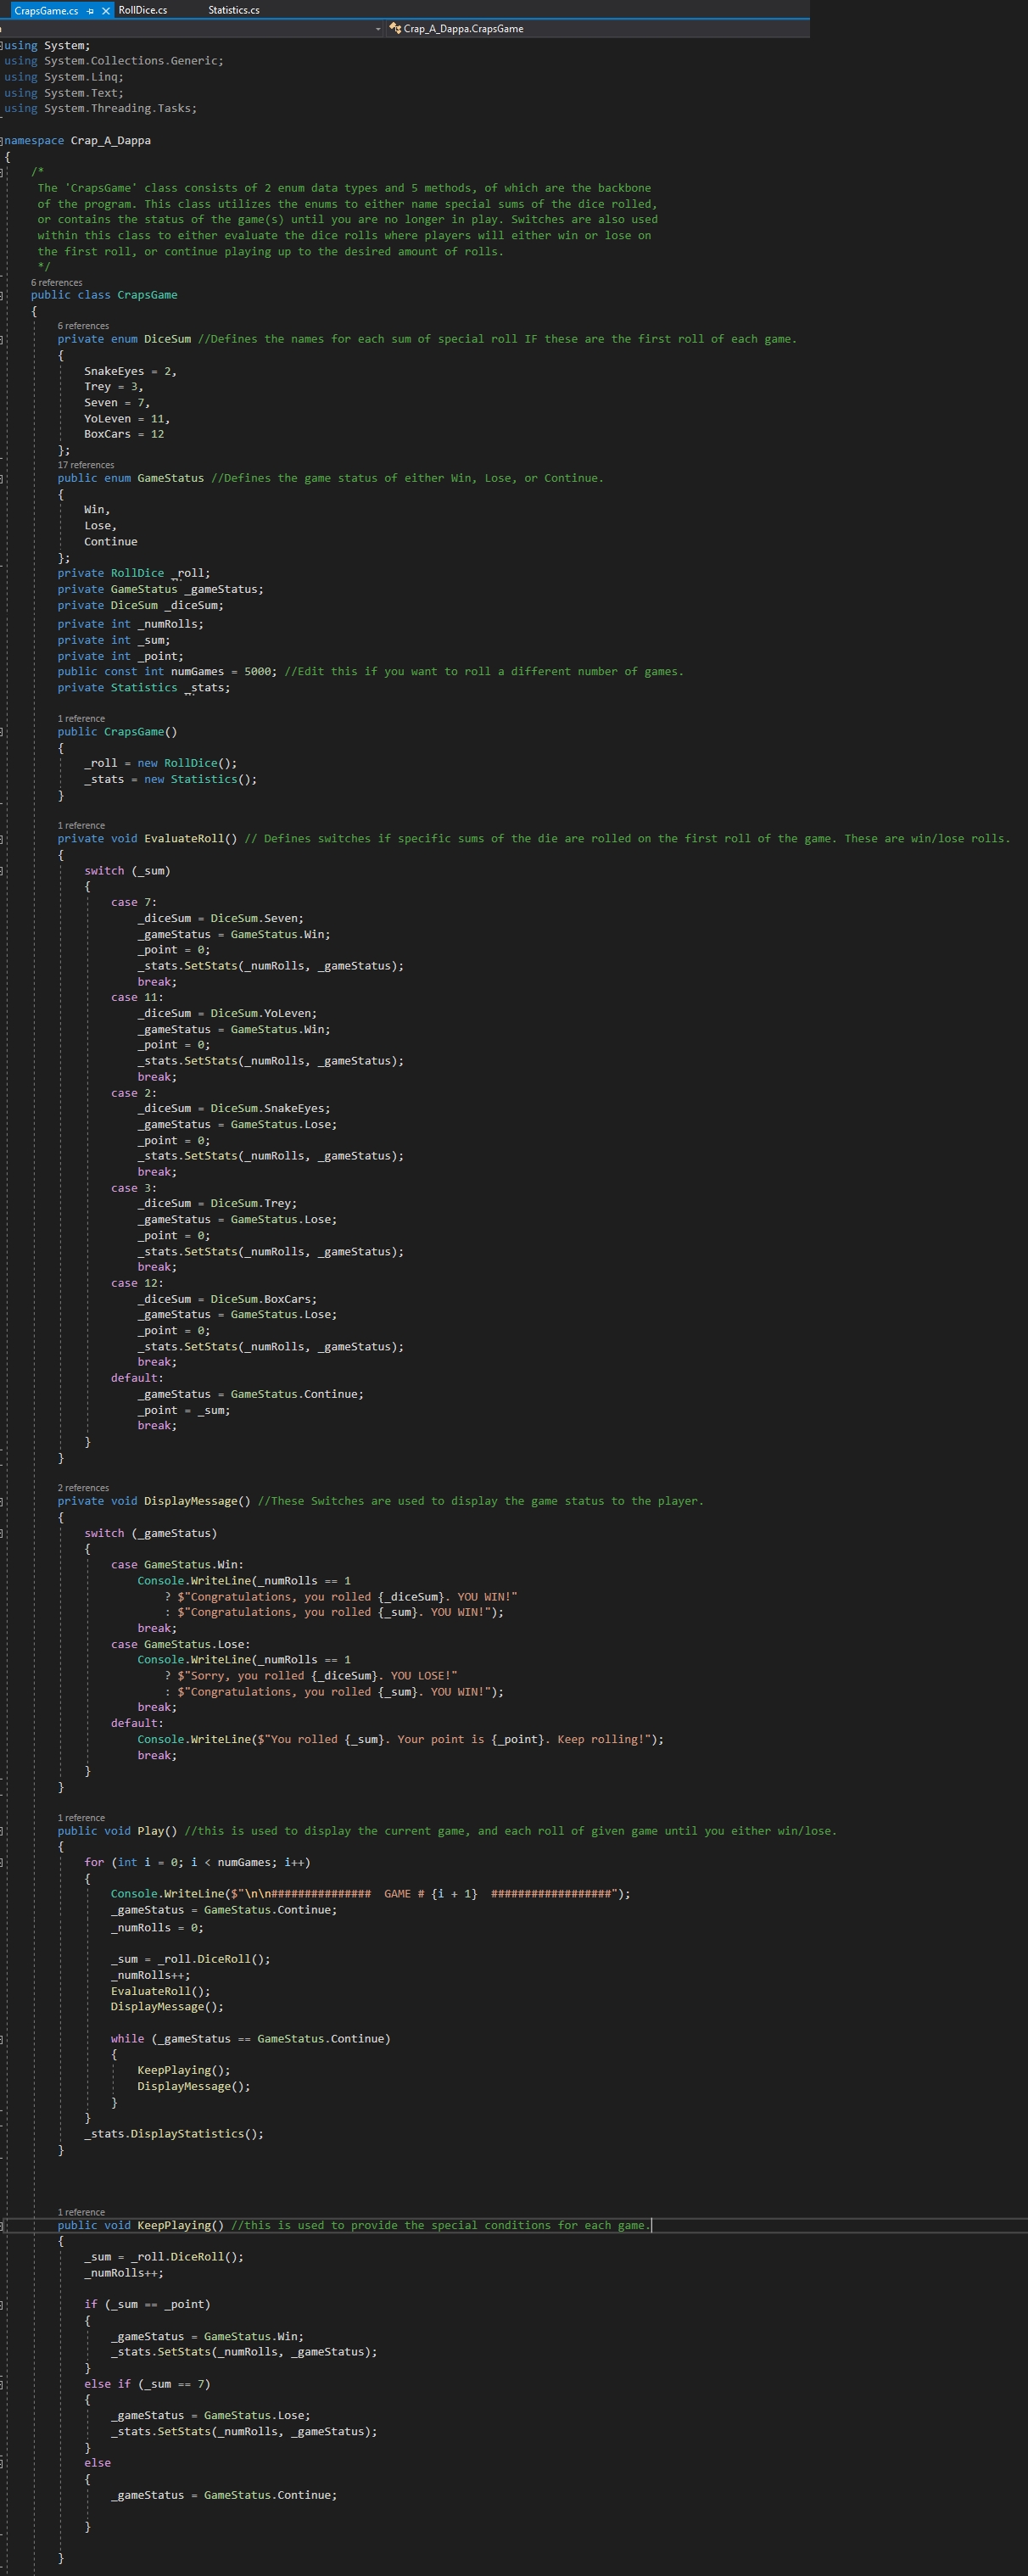 CrapsGame.cs RollDice.cs Statistics.cs
Crap_A_Dappa.CrapsGame
using System;
using System.Collections.Generic;
using System.Linq;
using System.Text;
using System.Threading.Tasks;
namespace Crap_A_Dappa
{
/*
The 'CrapsGame' class consists of 2 enum data types and 5 methods, of which are the backbone
of the program. This class utilizes the enums to either name special sums of the dice rolled,
or contains the status of the game(s) until you are no longer in play. Switches are also used
within this class to either evaluate the dice rolls where players will either win or lose on
the first roll, or continue playing up to the desired amount of rolls.
*/
6 references
public class CrapsGame
{
6 references
private enum DiceSum //Defines the names for each sum of special roll IF these are the first roll of each game.
{
SnakeEyes = 2,
Trey = 3,
Seven = 7,
YoLeven = 11,
BoxCars = 12
};
17 references
public enum GameStatus //Defines the game status of either Win, Lose, or Continue.
{
Win,
Lose,
Continue
};
private RollDice _roll;
private GameStatus _gameStatus;
private DiceSum _diceSum;
private int _numRolls;
private int _sum;
private int _point;
public const int numGames = 5000; //Edit this if you want to roll a different number of games.
private Statistics _stats;
1 reference
public CrapsGame()
{
_roll = new RollDice();
_stats = new Statistics();
}
1 reference
private void EvaluateRoll() // Defines switches if specific sums of the die are rolled on the first roll of the game. These are win/lose rolls.
{
switch (_sum)
{
case 7:
_diceSum = DiceSum.Seven;
_gameStatus = GameStatus.Win;
_point = 0;
_stats.SetStats(_numRolls, _gameStatus);
break;
case 11:
_diceSum = DiceSum.YoLeven;
_gameStatus = GameStatus.Win;
_point = 0;
_stats.SetStats(_numRolls, _gameStatus);
break;
case 2:
_diceSum = DiceSum.SnakeEyes;
_gameStatus = GameStatus.Lose;
_point = 0;
_stats.SetStats(_numRolls, _gameStatus);
break;
case 3:
_diceSum = DiceSum.Trey;
_gameStatus = GameStatus.Lose;
_point = 0;
_stats.SetStats(_numRolls, _gameStatus);
break;
case 12:
_diceSum = DiceSum.BoxCars;
_gameStatus = GameStatus.Lose;
_point = 0;
_stats.SetStats(_numRolls, _gameStatus);
break;
default:
_gameStatus = GameStatus.Continue;
_point = _sum;
break;
}
}
2 references
private void DisplayMessage() //These Switches are used to display the game status to the player.
{
switch (_gameStatus)
{
case GameStatus.Win:
Console.WriteLine(_numRolls == 1
? $"Congratulations, you rolled {_diceSum}. YOU WIN!"
: $"Congratulations, you rolled {_sum}. YOU WIN!");
break;
case GameStatus.Lose:
Console.WriteLine(_numRolls == 1
? $"Sorry, you rolled {_diceSum}. YOU LOSE!"
: $"Congratulations, you rolled {_sum}. YOU WIN!");
break;
default:
Console.WriteLine($"You rolled {_sum}. Your point is {_point}. Keep rolling!");
break;
}
}
1 reference
public void Play() //this is used to display the current game, and each roll of given game until you either win/lose.
{
for (int i = 0; i < numGames; i++)
{
Console.WriteLine($"\n\n############### GAME # {i + 1} ##################");
_gameStatus = GameStatus.Continue;
_numRolls = 0;
_sum = _roll.DiceRoll();
_numRolls++;
EvaluateRoll();
DisplayMessage();
while (_gameStatus == GameStatus.Continue)
{
KeepPlaying();
DisplayMessage();
}
}
_stats.DisplayStatistics();
}
1 reference
public void KeepPlaying() //this is used to provide the special conditions for each game.
{
_sum = _roll.DiceRoll();
_numRolls++;
if (_sum == _point)
{
_gameStatus = GameStatus.Win;
_stats.SetStats(_numRolls, _gameStatus);
}
else if (_sum == 7)
{
_gameStatus = GameStatus.Lose;
_stats.SetStats(_numRolls, _gameStatus);
}
else
{
_gameStatus = GameStatus.Continue;
}
}